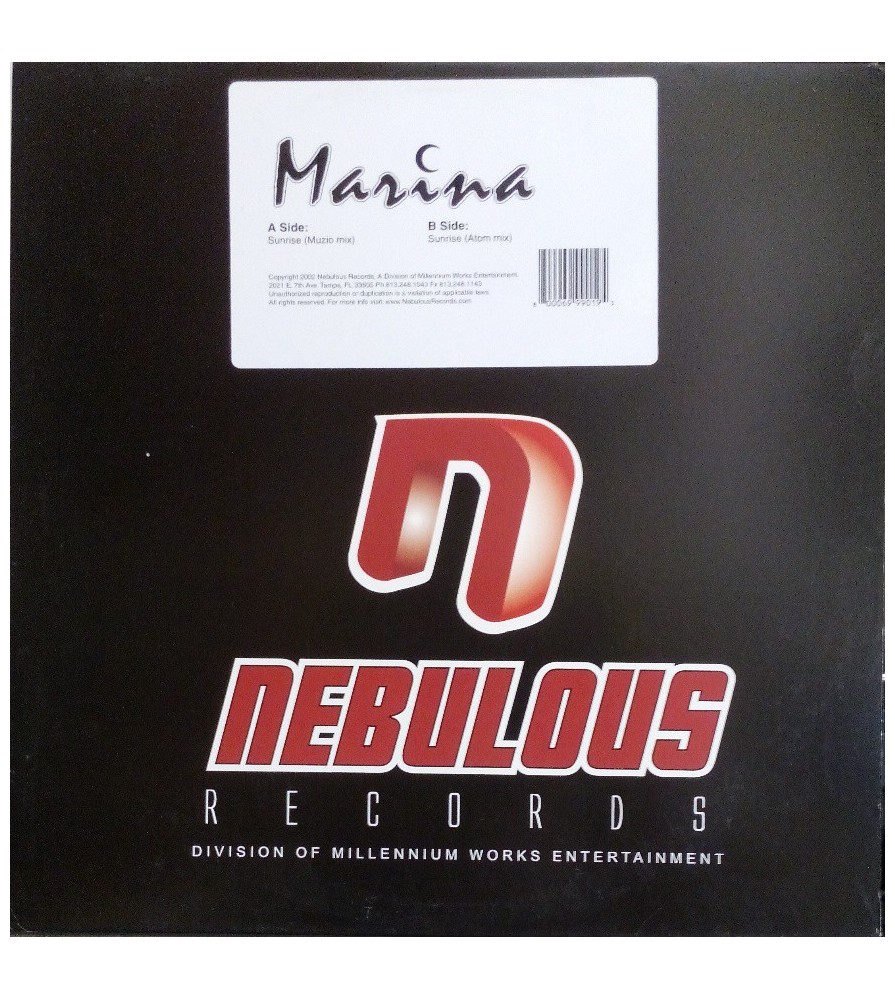 Marina
A Side:
Sunrise (Muzio mix)
B Side:
Sunrise (Atom mix)
Copyright 2002 Nebulous Records, A Division of Millennium Works Entertainment
2021 E. 7th Ave. Tampa, FL 33605 Ph 813.248.1043 Fx 813.248.1142
Unauthorized reproduction or duplication is a violation of applicable laws.
All rights reserved. For more info visit: www.NebulousRecords.com
n
NEBULOUS
RECORDS
DIVISION OF MILLENNIUM WORKS ENTERTAINMENT